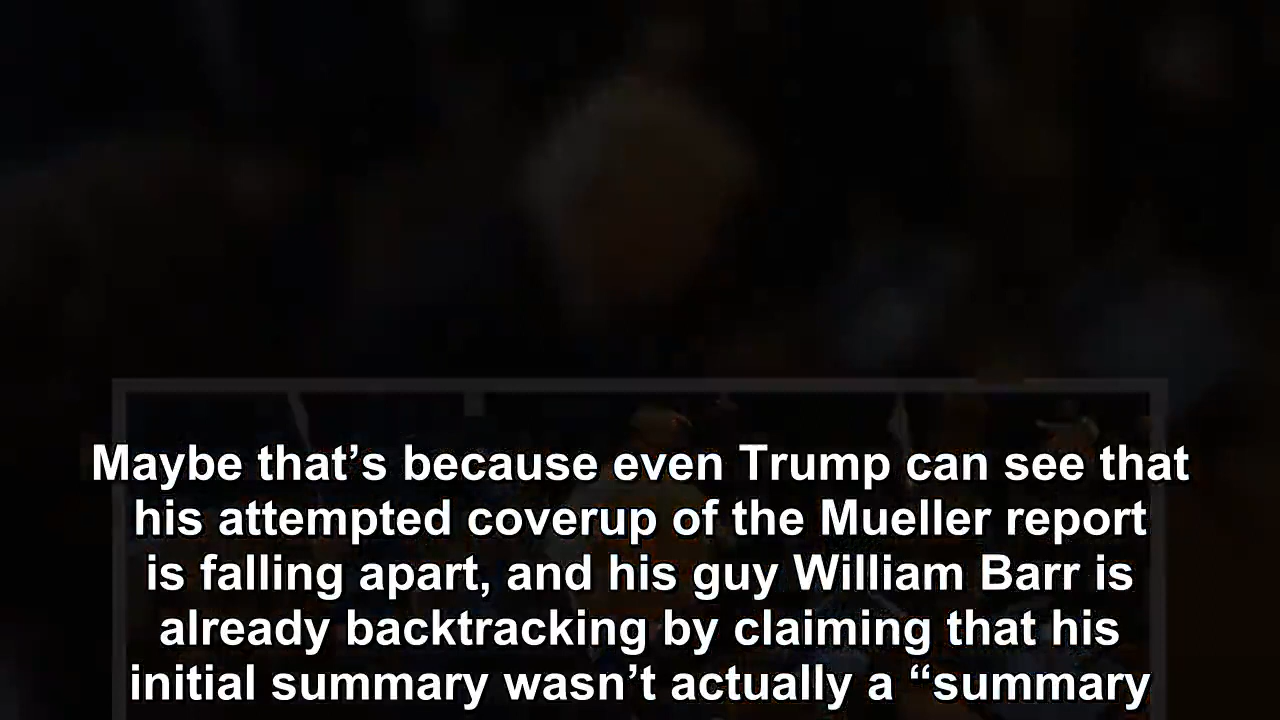 Maybe that’s because even Trump can see that
his attempted coverup of the Mueller report
is falling apart, and his guy William Barr is
already backtracking by claiming that his
initial summary wasn’t actually a “summary